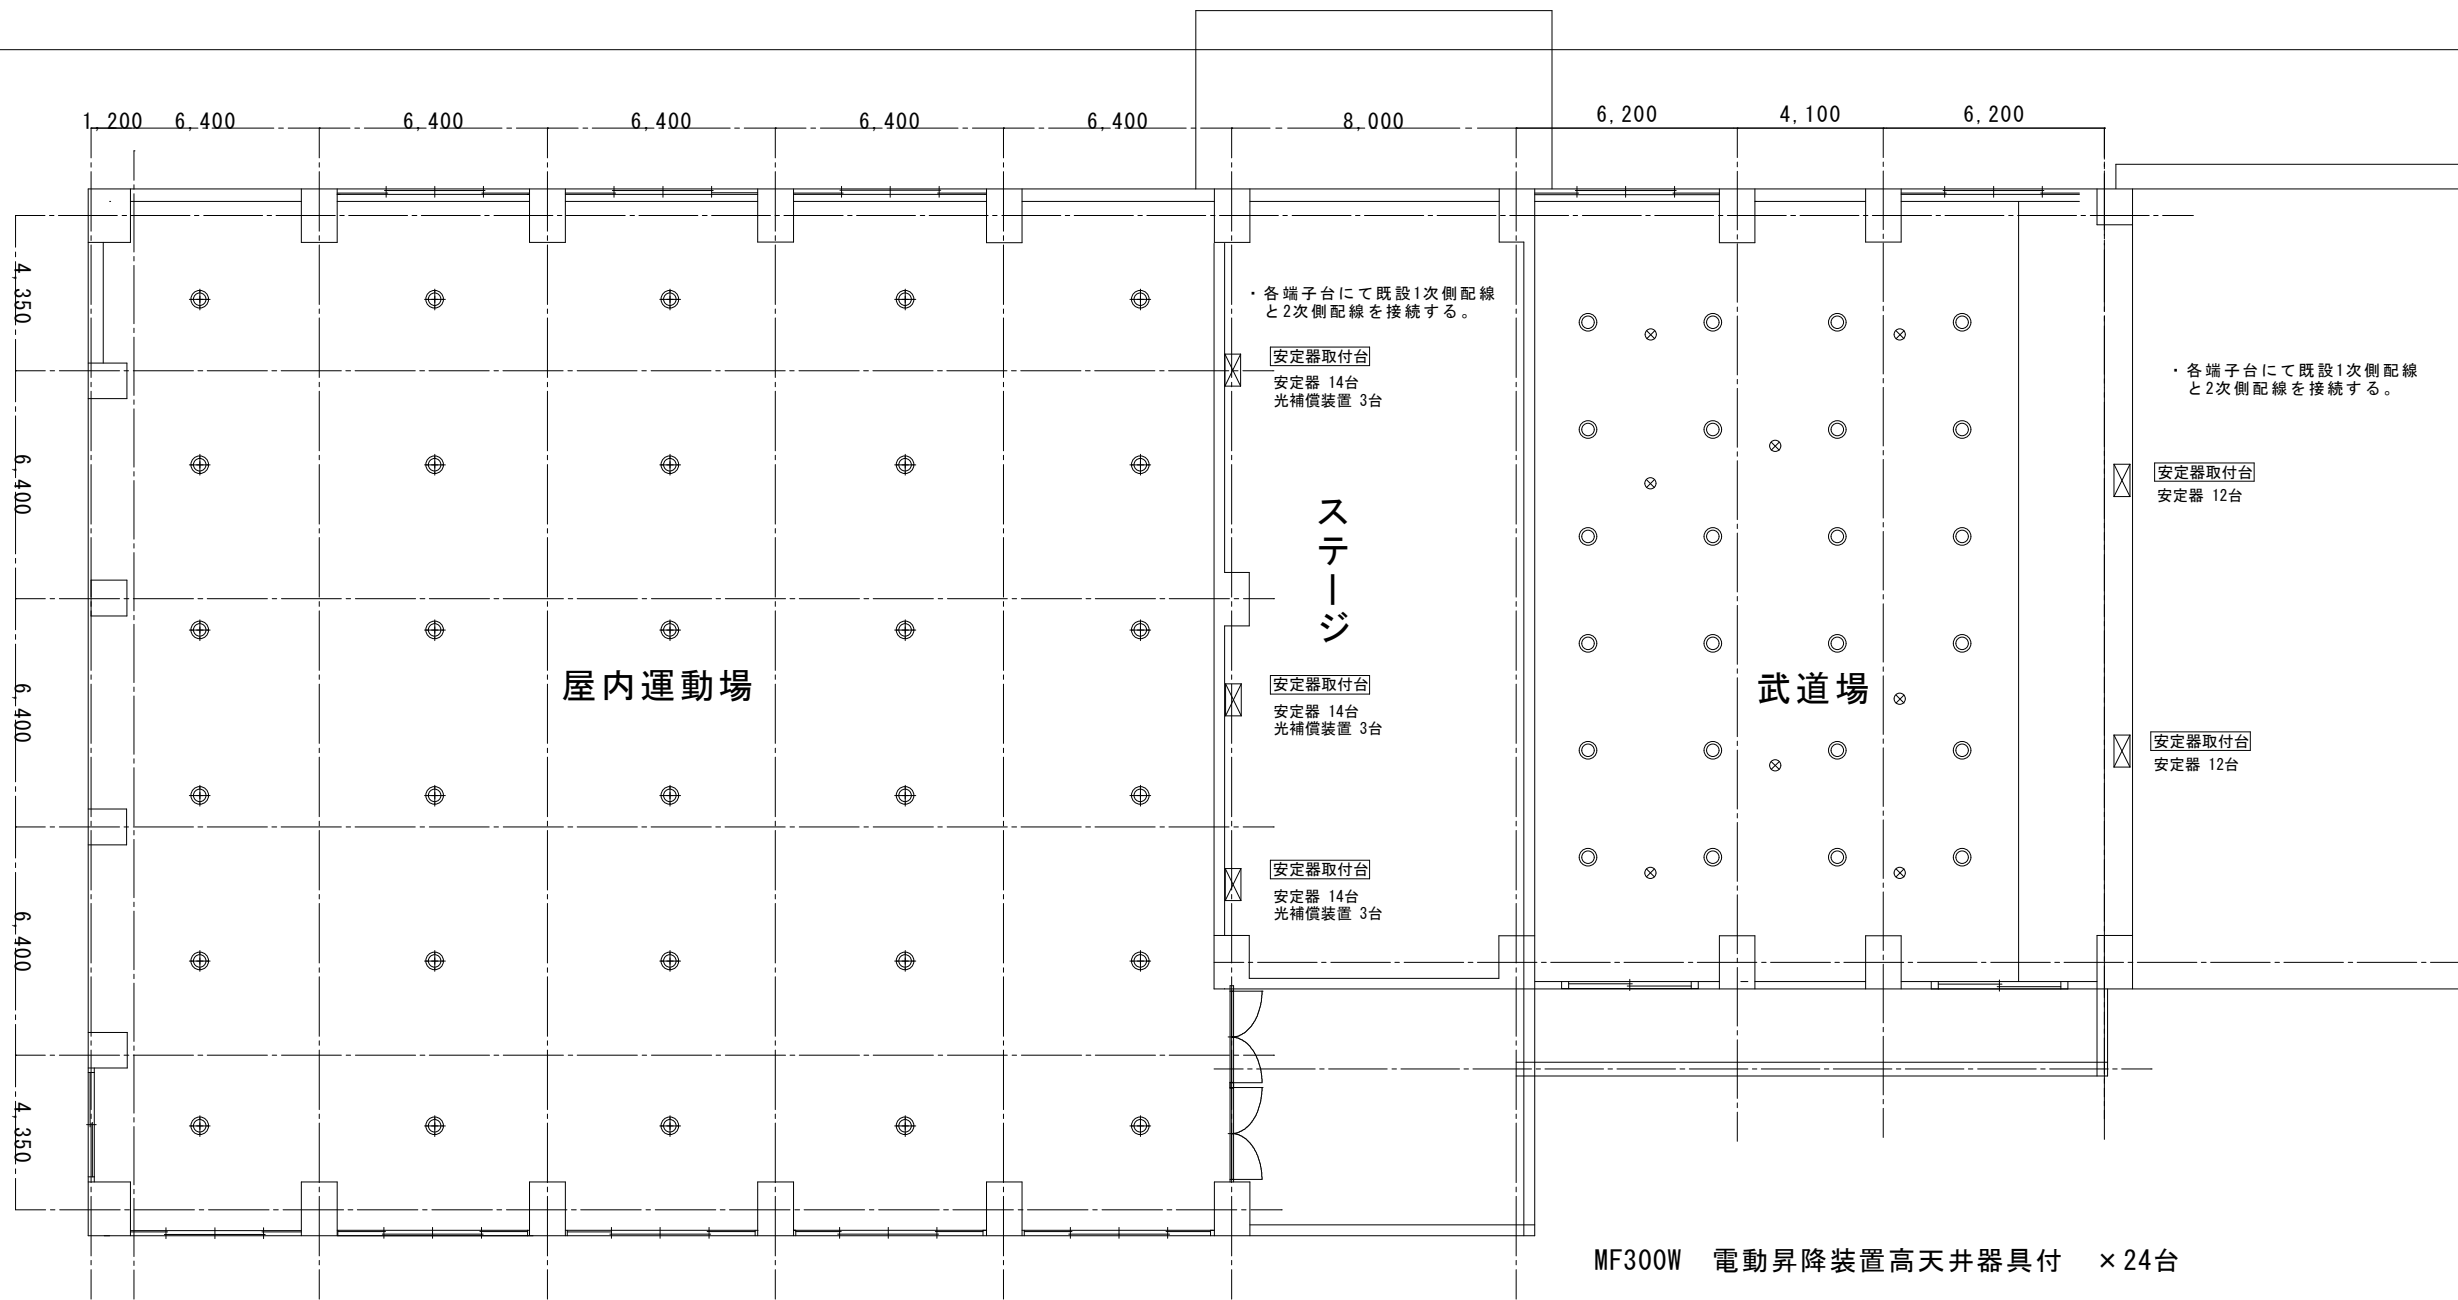 1,200 6,400 6,400 6,400 6,400 6,400 8,000 6,200 4,100 6,200
4,350
6,400
6,400
6,400
4,350
・各端子台にて既設1次側配線
と2次側配線を接続する。
安定器取付台
安定器 14台
光補償装置 3台
ステージ
安定器取付台
安定器 14台
光補償装置 3台
安定器取付台
安定器 14台
光補償装置 3台
屋内運動場
武道場
・各端子台にて既設1次側配線
と2次側配線を接続する。
安定器取付台
安定器 12台
安定器取付台
安定器 12台
MF300W 電動昇降装置高天井器具付 ×24台